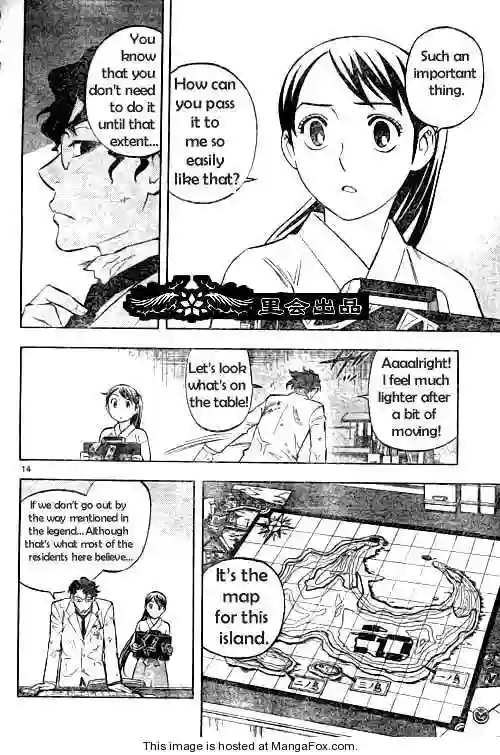 Such an
important
thing.
How can
you pass
it to
me so
easily
like that?
You
know
that you
don't need
to do it
until that
extent...
里会出品
Aaaalright!
I feel much
lighter after
a bit of
moving!
Let's look
what's on
the table!
14
It's the
map
for this
island.
If we don't go out by
the way mentioned in
the legend... Although
that's what most of the
residents here believe...
This image is hosted at MangaFox.com